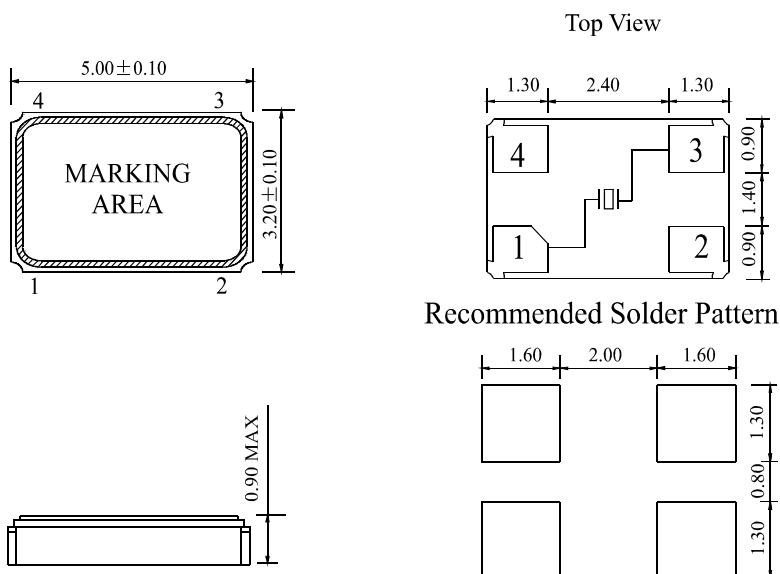 Top View
5.00±0.10
4 3
MARKING
AREA
1 2
3.20±0.10
1.30 2.40 1.30
4 3
1 2
0.90
1.40
0.90
Recommended Solder Pattern
1.60 2.00 1.60
1.30
0.80
1.30
0.90 MAX